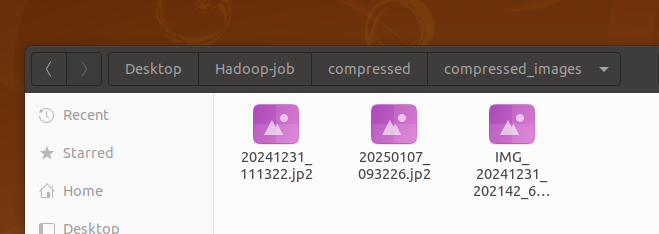 Desktop
Hadoop-job
compressed
compressed_images
Recent
Starred
Home
Desktop
20241231_
111322.jp2
20250107_
093226.jp2
IMG_
20241231_
202142_6…